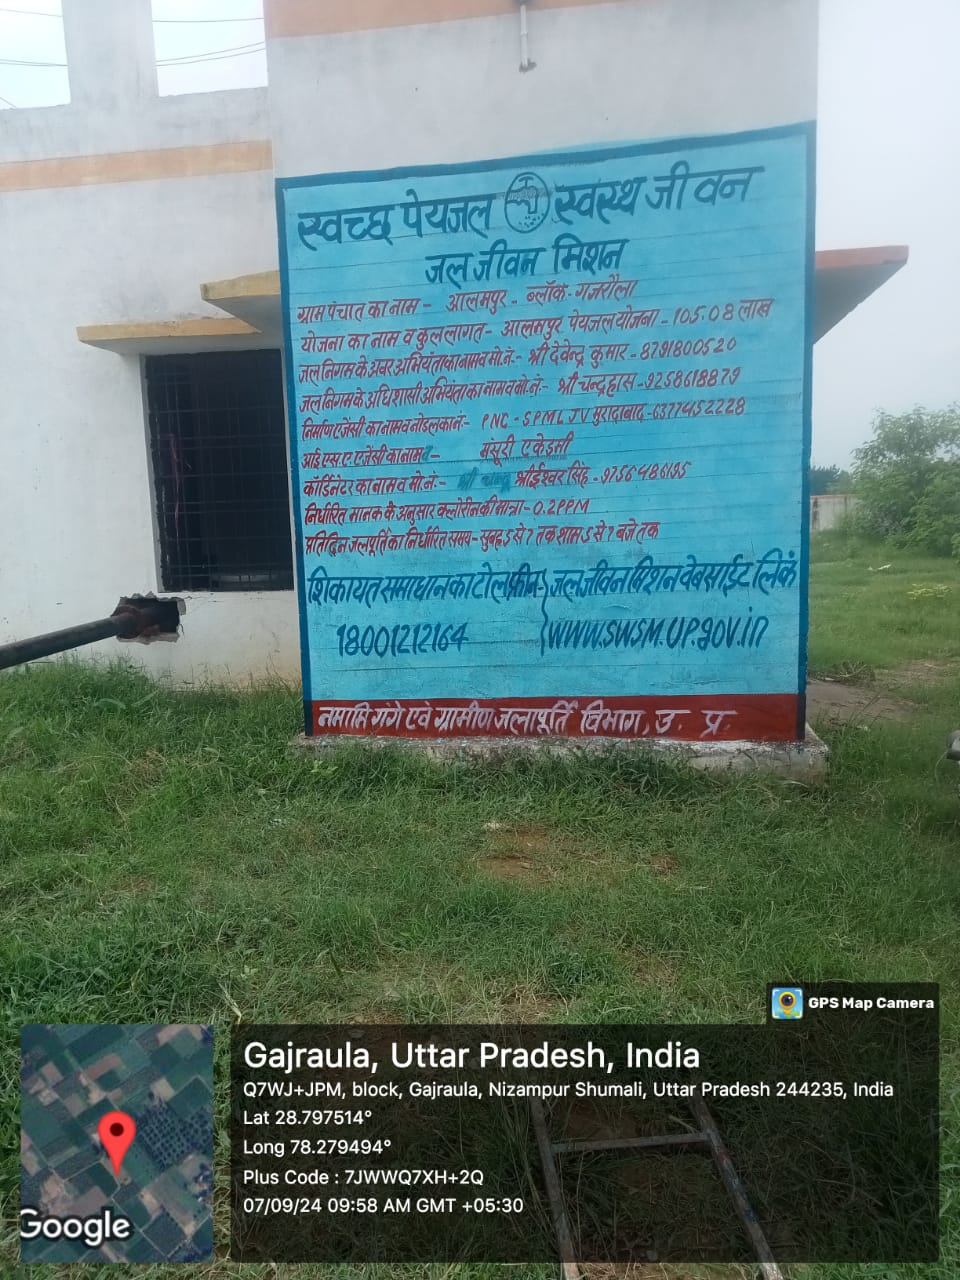 स्वच्छ पेयजल स्वस्थ जीवन
जल जीवन मिशन
ग्राम पंचात का नाम - आलमपुर - ब्लॉक - गजरौला
योजना का नाम व कुल लागत - आलमपुर पेयजल योजना - 105.08 लाख
जल निगम के अवर अभियंता का नाम व मो.नं. - श्री देवेन्द्र कुमार - 8791800520
जल निगम के अधिशासी अभियंता का नाम व मो.नं. - श्री चन्द्रहास - 9258618879
निर्माण एजेंसी का नाम व नोडल का नं. - PNC - SPML JV मुरादाबाद - 6377452228
आई एस ए एजेंसी का नाम - मंसूरी एकेडमी
कॉर्डिनेटर का नाम व मो.नं. - श्री ईश्वर सिंह - 9756486195
निर्धारित मानक के अनुसार क्लोरीन की मात्रा - 0.2 PPM
प्रतिदिन जलपूर्ति का निर्धारित समय - सुबह 5 से 7 तक शाम 5 से 7 बजे तक
शिकायत समाधान का टोल फ्री नं- जल जीवन मिशन वेबसाईट लिंक
18001212164 WWW.SWSM.UP.gov.in
नमामि गंगे एवं ग्रामीण जलापूर्ति विभाग, उ. प्र.
GPS Map Camera
Gajraula, Uttar Pradesh, India
Q7WJ+JPM, block, Gajraula, Nizampur Shumali, Uttar Pradesh 244235, India
Lat 28.797514°
Long 78.279494°
Plus Code : 7JWWQ7XH+2Q
07/09/24 09:58 AM GMT +05:30
Google